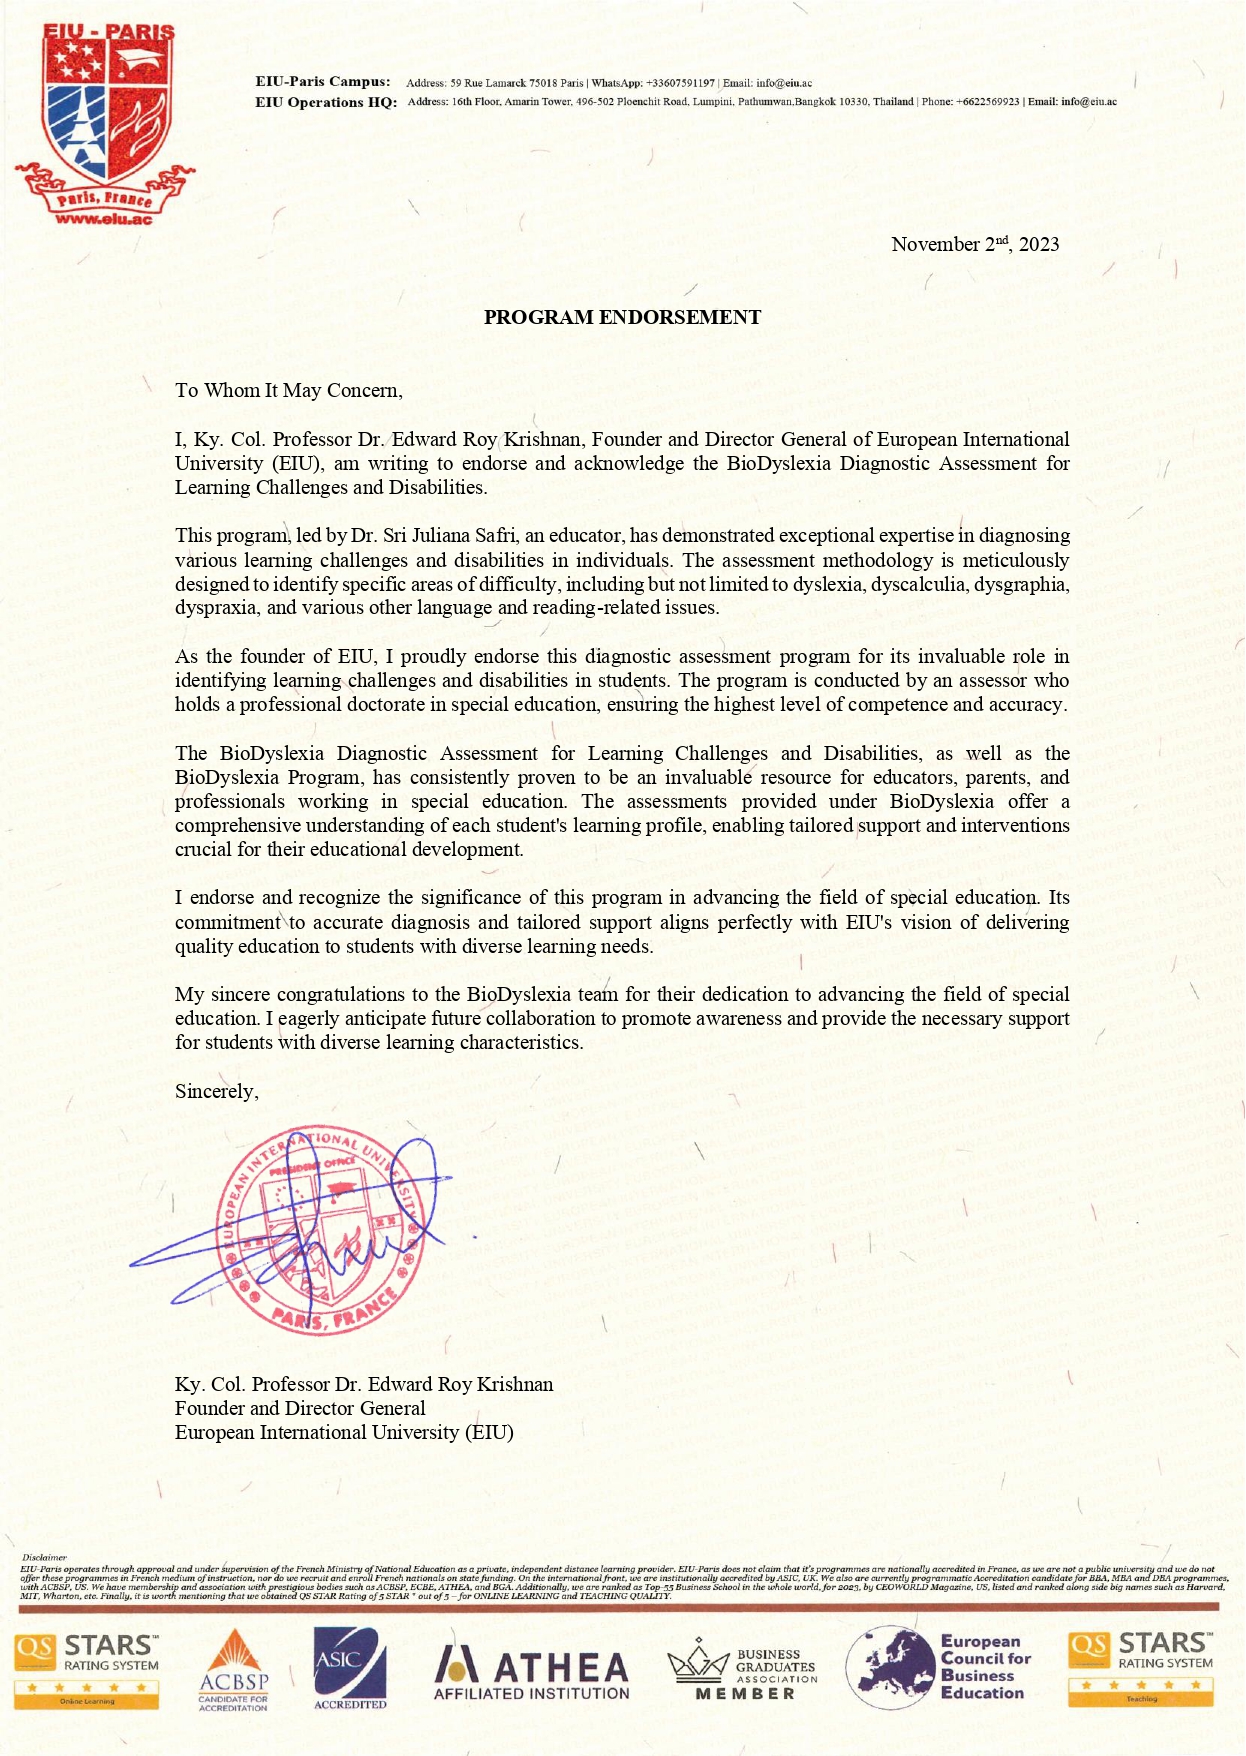 EIU - PARIS
Paris, France
www.eiu.ac
EIU-Paris Campus: Address: 59 Rue Lamarck 75018 Paris | WhatsApp: +33607591197 | Email: info@eiu.ac
EIU Operations HQ: Address: 16th Floor, Amarin Tower, 496-502 Ploenchit Road, Lumpini, Pathumwan,Bangkok 10330, Thailand | Phone: +6622569923 | Email: info@eiu.ac
November 2nd, 2023
PROGRAM ENDORSEMENT
To Whom It May Concern,
I, Ky. Col. Professor Dr. Edward Roy Krishnan, Founder and Director General of European International
University (EIU), am writing to endorse and acknowledge the BioDyslexia Diagnostic Assessment for
Learning Challenges and Disabilities.
This program, led by Dr. Sri Juliana Safri, an educator, has demonstrated exceptional expertise in diagnosing
various learning challenges and disabilities in individuals. The assessment methodology is meticulously
designed to identify specific areas of difficulty, including but not limited to dyslexia, dyscalculia, dysgraphia,
dyspraxia, and various other language and reading-related issues.
As the founder of EIU, I proudly endorse this diagnostic assessment program for its invaluable role in
identifying learning challenges and disabilities in students. The program is conducted by an assessor who
holds a professional doctorate in special education, ensuring the highest level of competence and accuracy.
The BioDyslexia Diagnostic Assessment for Learning Challenges and Disabilities, as well as the
BioDyslexia Program, has consistently proven to be an invaluable resource for educators, parents, and
professionals working in special education. The assessments provided under BioDyslexia offer a
comprehensive understanding of each student's learning profile, enabling tailored support and interventions
crucial for their educational development.
I endorse and recognize the significance of this program in advancing the field of special education. Its
commitment to accurate diagnosis and tailored support aligns perfectly with EIU's vision of delivering
quality education to students with diverse learning needs.
My sincere congratulations to the BioDyslexia team for their dedication to advancing the field of special
education. I eagerly anticipate future collaboration to promote awareness and provide the necessary support
for students with diverse learning characteristics.
Sincerely,
EUROPEAN INTERNATIONAL UNIVERSITY
PRESIDENT OFFICE
PARIS, FRANCE
Ky. Col. Professor Dr. Edward Roy Krishnan
Founder and Director General
European International University (EIU)
Disclaimer
EIU-Paris operates through approval and under supervision of the French Ministry of National Education as a private, independent distance learning provider. EIU-Paris does not claim that it's programmes are nationally accredited in France, as we are not a public university and we do not
offer these programmes in French medium of instruction, nor do we recruit and enroll French nationals on state funding. On the international front, we are institutionally accredited by ASIC, UK. We also are currently programmatic Accreditation candidate for BBA, MBA and DBA programmes,
with ACBSP, US. We have membership and association with prestigious bodies such as ACBSP, ECBE, ATHEA, and BGA. Additionally, we are ranked as Top-55 Business School in the whole world, for 2023, by CEOWORLD Magazine, US, listed and ranked along side big names such as Harvard,
MIT, Wharton, etc. Finally, it is worth mentioning that we obtained QS STAR Rating of 5 STAR * out of 5 – for ONLINE LEARNING and TEACHING QUALITY.
QS STARS™
RATING SYSTEM
Online Learning
ACBSP
CANDIDATE FOR
ACCREDITATION
ASIC
ACCREDITED
ATHEA
AFFILIATED INSTITUTION
BUSINESS
GRADUATES
ASSOCIATION
MEMBER
European
Council for
Business
Education
QS STARS™
RATING SYSTEM
Teaching